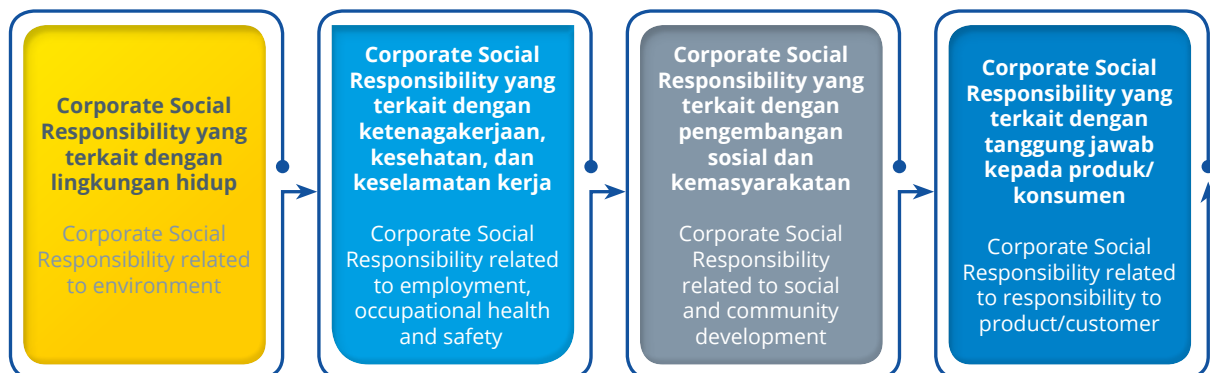 Corporate Social
Responsibility yang
terkait dengan
lingkungan hidup
Corporate Social
Responsibility related
to environment
Corporate Social
Responsibility yang
terkait dengan
ketenagakerjaan,
kesehatan, dan
keselamatan kerja
Corporate Social
Responsibility related
to employment,
occupational health
and safety
Corporate Social
Responsibility yang
terkait dengan
pengembangan
sosial dan
kemasyarakatan
Corporate Social
Responsibility
related to social
and community
development
Corporate Social
Responsibility yang
terkait dengan
tanggung jawab
kepada produk/
konsumen
Corporate Social
Responsibility related
to responsibility to
product/customer